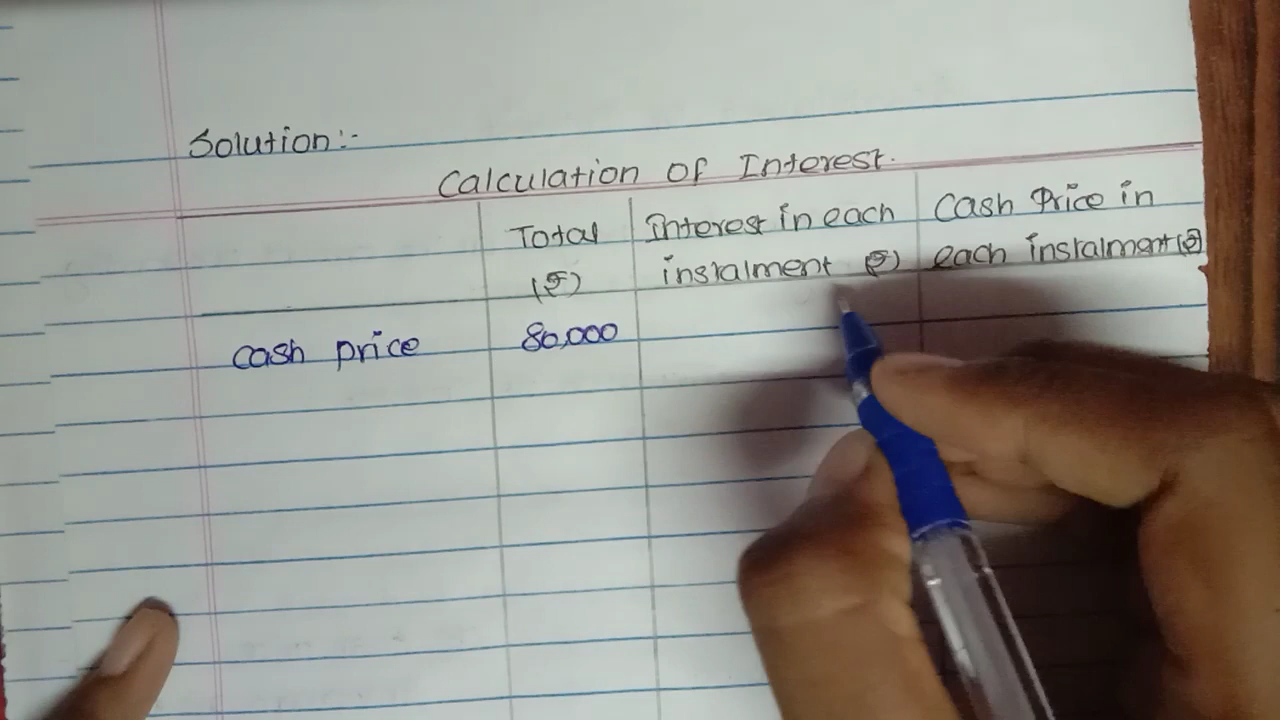 Solution:-
Calculation of Interest.
Total Interest in each Cash Price in
(₹) instalment (₹) each instalment (₹)
cash price 80,000